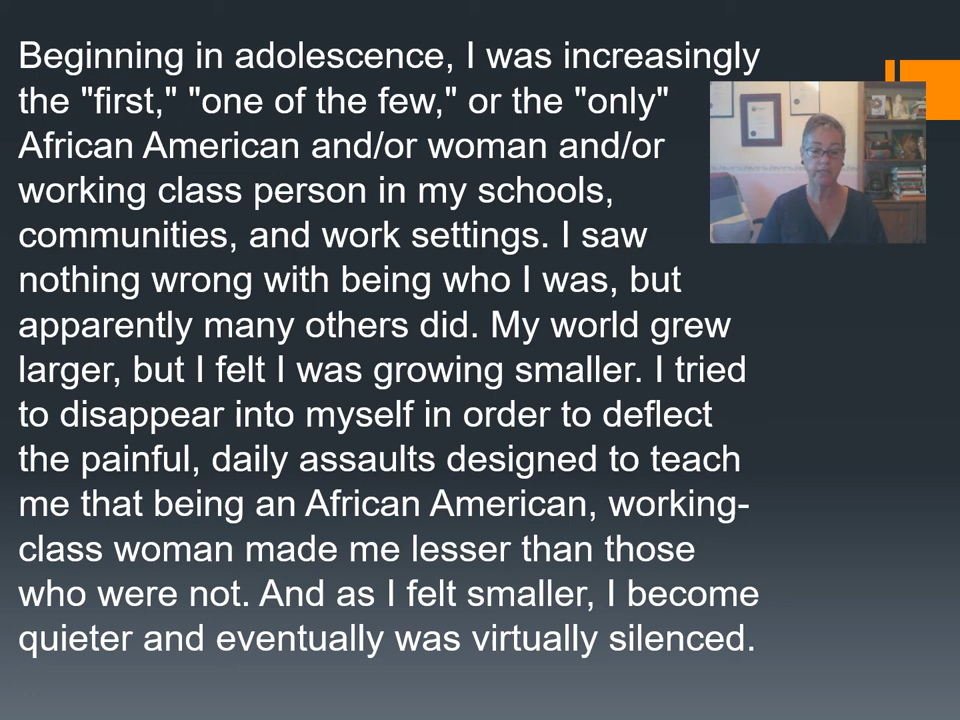 Beginning in adolescence, I was increasingly
the "first," "one of the few," or the "only"
African American and/or woman and/or
working class person in my schools,
communities, and work settings. I saw
nothing wrong with being who I was, but
apparently many others did. My world grew
larger, but I felt I was growing smaller. I tried
to disappear into myself in order to deflect
the painful, daily assaults designed to teach
me that being an African American, working-
class woman made me lesser than those
who were not. And as I felt smaller, I become
quieter and eventually was virtually silenced.